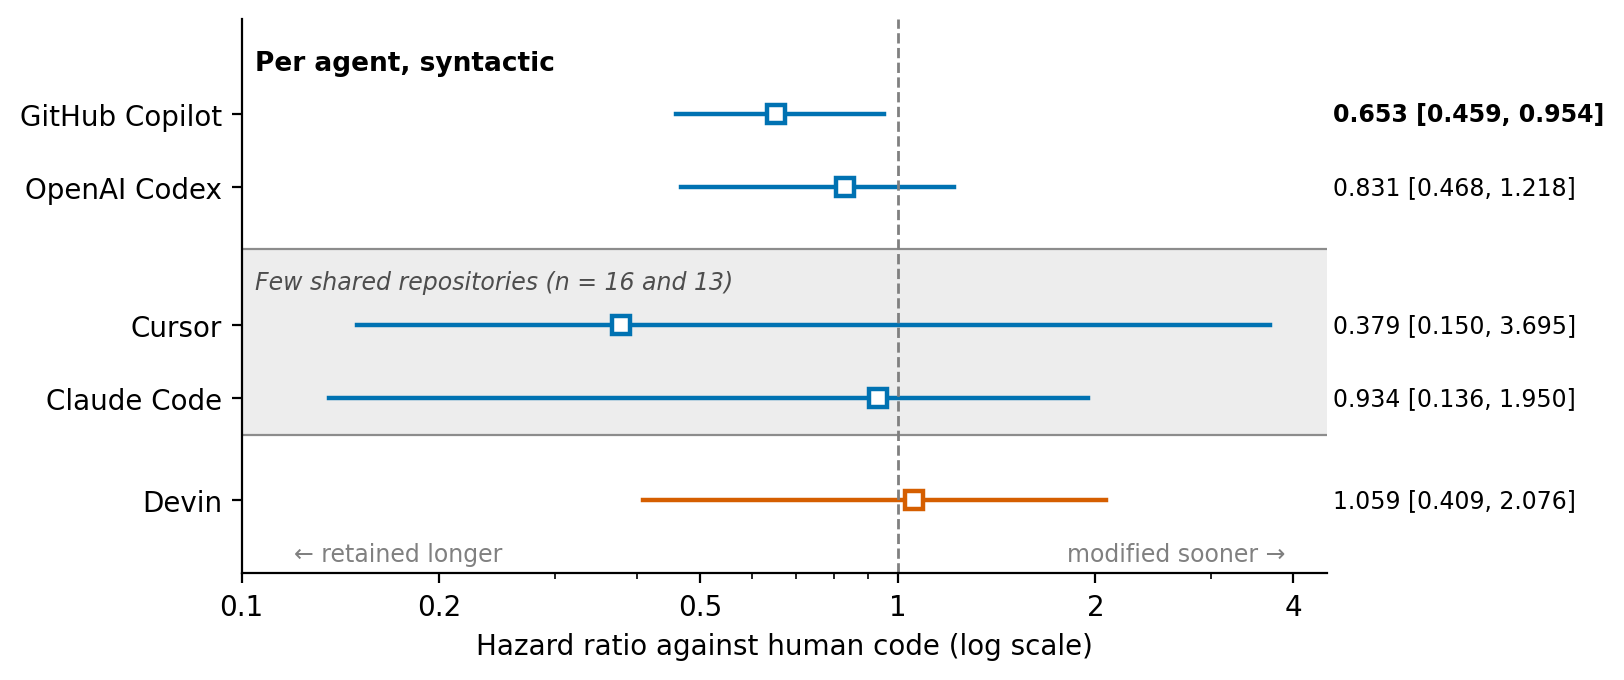 Per agent, syntactic
GitHub Copilot 0.653 [0.459, 0.954]
OpenAI Codex 0.831 [0.468, 1.218]
Few shared repositories (n = 16 and 13)
Cursor 0.379 [0.150, 3.695]
Claude Code 0.934 [0.136, 1.950]
Devin 1.059 [0.409, 2.076]
← retained longer modified sooner →
0.1 0.2 0.5 1 2 4
Hazard ratio against human code (log scale)